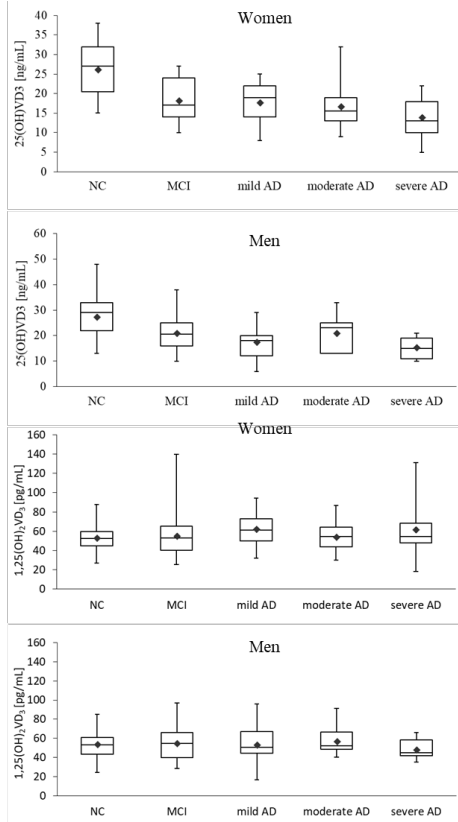 Women
25(OH)VD3 [ng/mL]
40
35
30
25
20
15
10
5
0
NC MCI mild AD moderate AD severe AD
Men
25(OH)VD3 [ng/mL]
60
50
40
30
20
10
0
NC MCI mild AD moderate AD severe AD
Women
1,25(OH)₂VD₃ [pg/mL]
160
140
120
100
80
60
40
20
0
NC MCI mild AD moderate AD severe AD
Men
1,25(OH)₂VD₃ [pg/mL]
160
140
120
100
80
60
40
20
0
NC MCI mild AD moderate AD severe AD